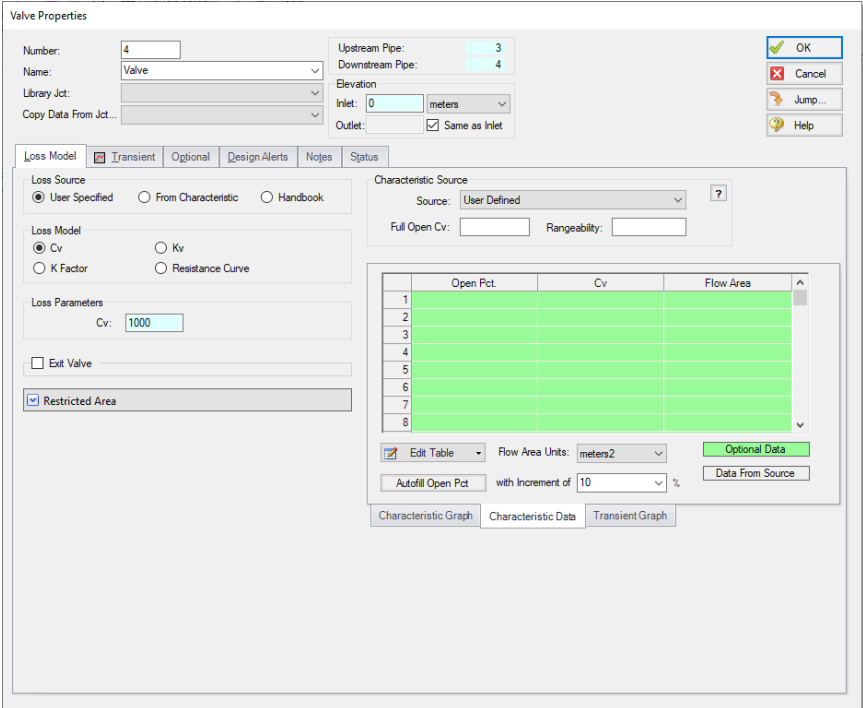 Valve Properties
Number: 4
Name: Valve
Library Jct:
Copy Data From Jct...
Upstream Pipe: 3
Downstream Pipe: 4
Elevation
Inlet: 0 meters
Outlet: Same as Inlet
OK
Cancel
Jump...
Help
Loss Model Transient Optional Design Alerts Notes Status
Loss Source
User Specified From Characteristic Handbook
Loss Model
Cv Kv
K Factor Resistance Curve
Loss Parameters
Cv: 1000
Exit Valve
Restricted Area
Characteristic Source
Source: User Defined
?
Full Open Cv: Rangeability:
Open Pct. Cv Flow Area
1
2
3
4
5
6
7
8
Edit Table Flow Area Units: meters2 Optional Data
Autofill Open Pct with Increment of 10 % Data From Source
Characteristic Graph Characteristic Data Transient Graph